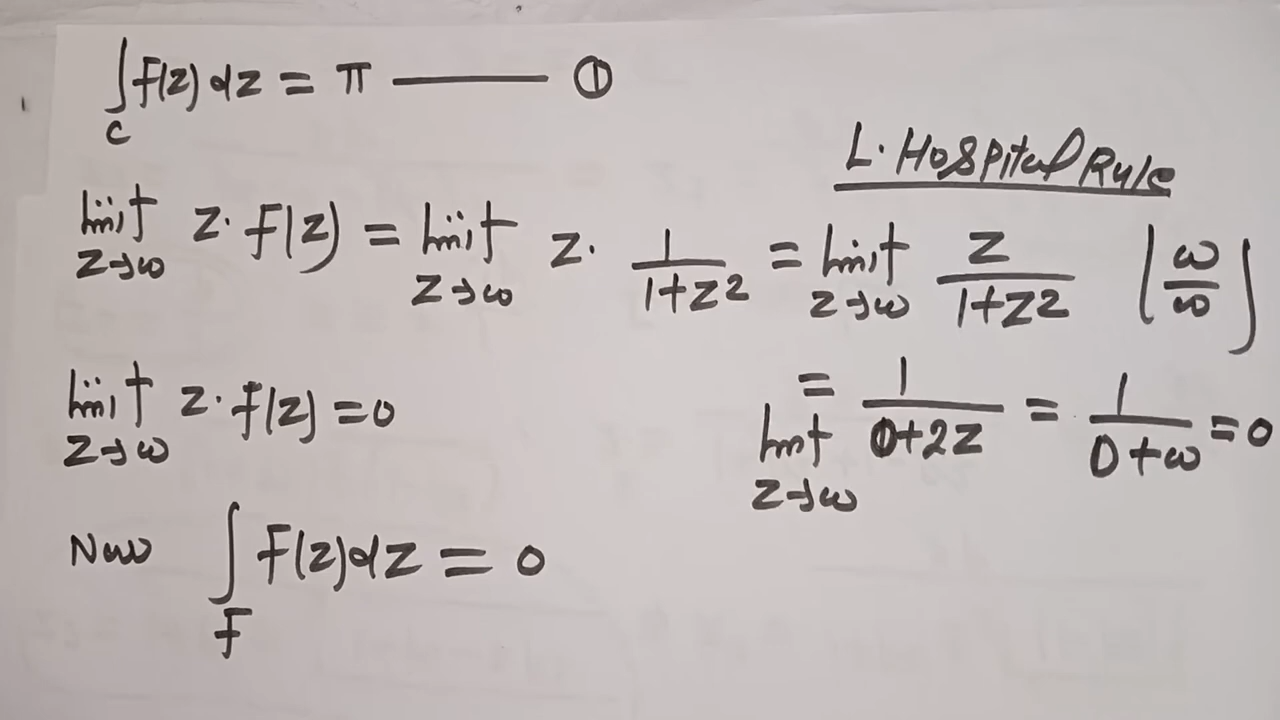 ∫_C F(z) dz = π —— ①
L. Hospital Rule
limit_{z→∞} z · F(z) = limit_{z→∞} z · 1/(1+z²) = limit_{z→∞} z/(1+z²) (∞/∞)
= limit_{z→∞} 1/(0+2z) = 1/(0+∞) = 0
limit_{z→∞} z · F(z) = 0
Now ∫_F F(z) dz = 0